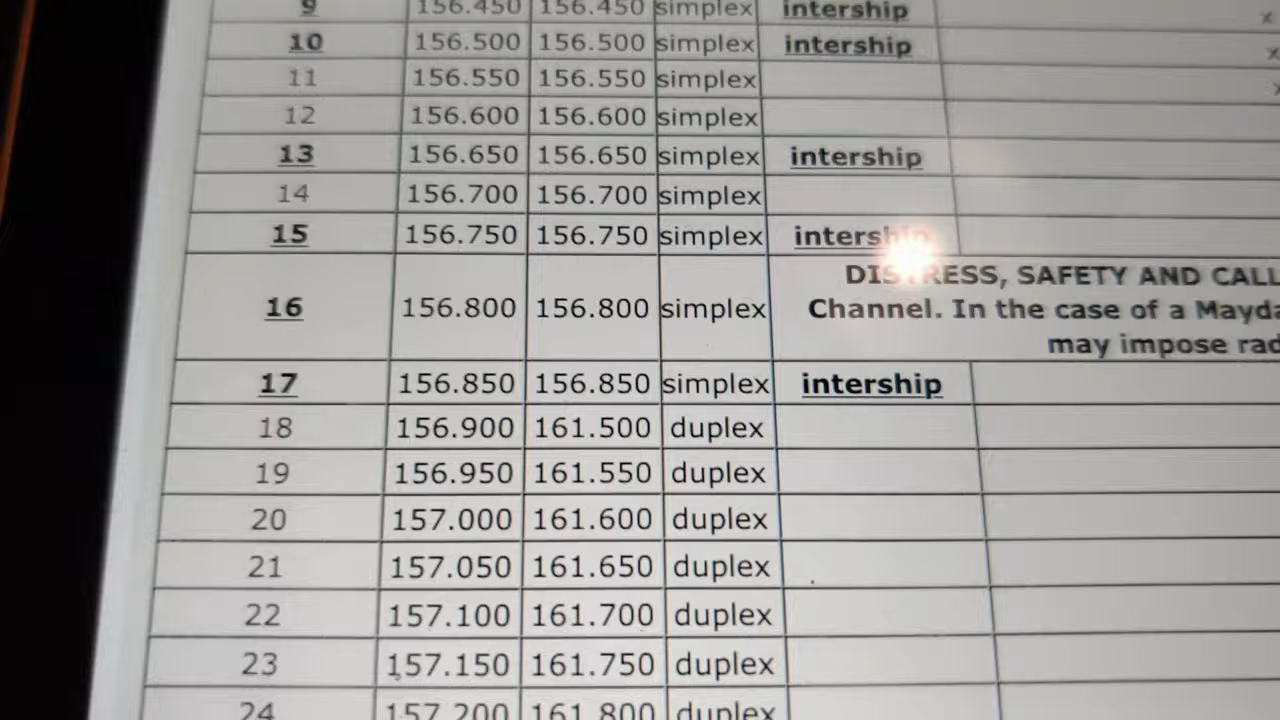 9 156.450 156.450 simplex intership
10 156.500 156.500 simplex intership x
11 156.550 156.550 simplex
12 156.600 156.600 simplex
13 156.650 156.650 simplex intership
14 156.700 156.700 simplex
15 156.750 156.750 simplex intership
DISTRESS, SAFETY AND CALL
16 156.800 156.800 simplex Channel. In the case of a Mayda
may impose rad
17 156.850 156.850 simplex intership
18 156.900 161.500 duplex
19 156.950 161.550 duplex
20 157.000 161.600 duplex
21 157.050 161.650 duplex
22 157.100 161.700 duplex
23 157.150 161.750 duplex
24 157.200 161.800 duplex